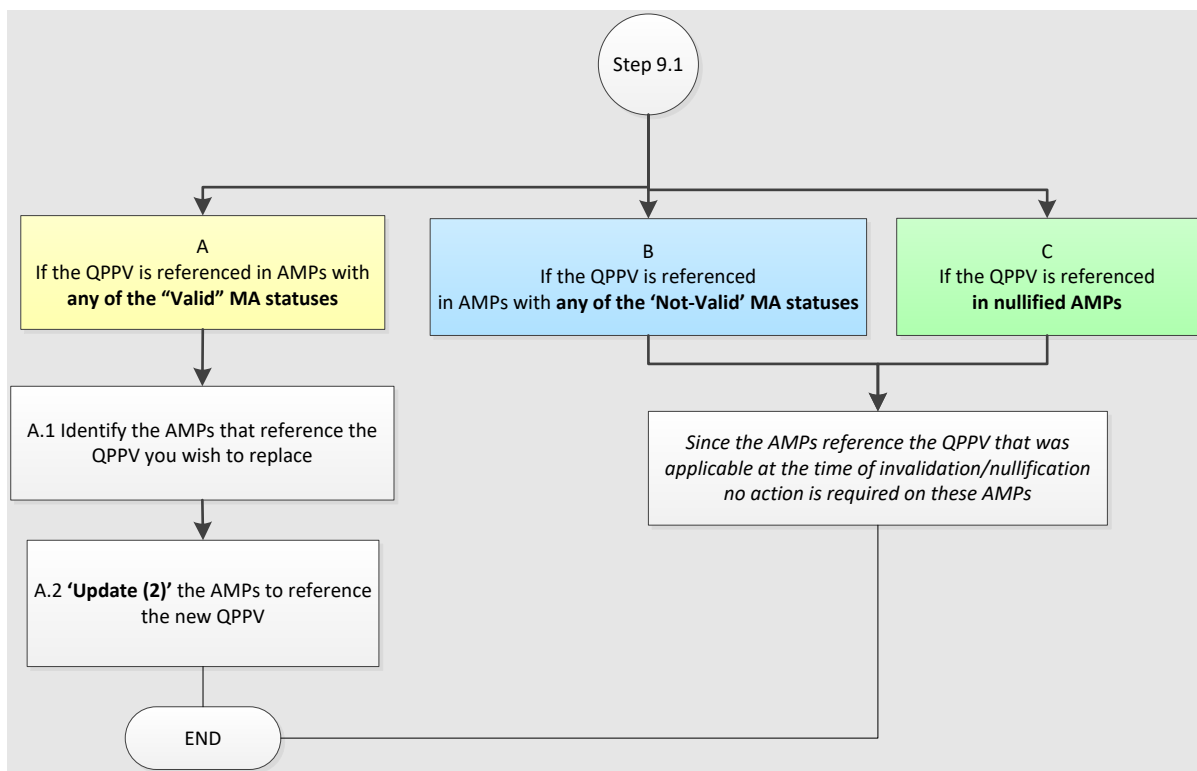 Step 9.1
A
If the QPPV is referenced in AMPs with
any of the “Valid” MA statuses
B
If the QPPV is referenced
in AMPs with any of the ‘Not-Valid’ MA statuses
C
If the QPPV is referenced
in nullified AMPs
A.1 Identify the AMPs that reference the
QPPV you wish to replace
Since the AMPs reference the QPPV that was
applicable at the time of invalidation/nullification
no action is required on these AMPs
A.2 ‘Update (2)’ the AMPs to reference
the new QPPV
END